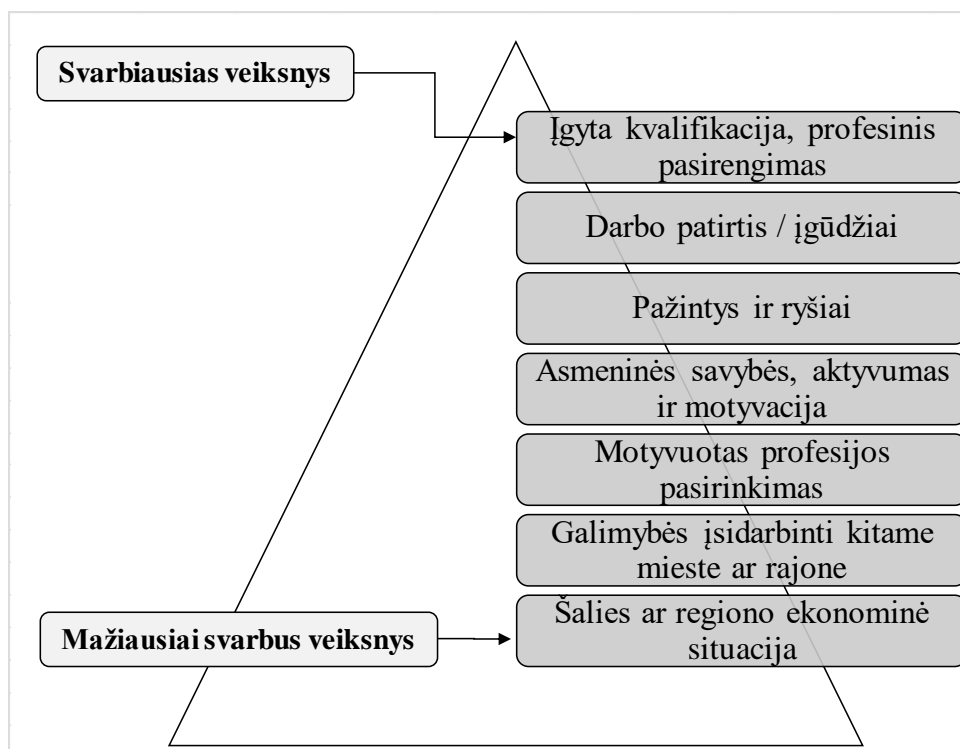 Svarbiausias veiksnys
Įgyta kvalifikacija, profesinis
pasirengimas
Darbo patirtis / įgūdžiai
Pažintys ir ryšiai
Asmeninės savybės, aktyvumas
ir motyvacija
Motyvuotas profesijos
pasirinkimas
Galimybės įsidarbinti kitame
mieste ar rajone
Mažiausiai svarbus veiksnys
Šalies ar regiono ekonominė
situacija